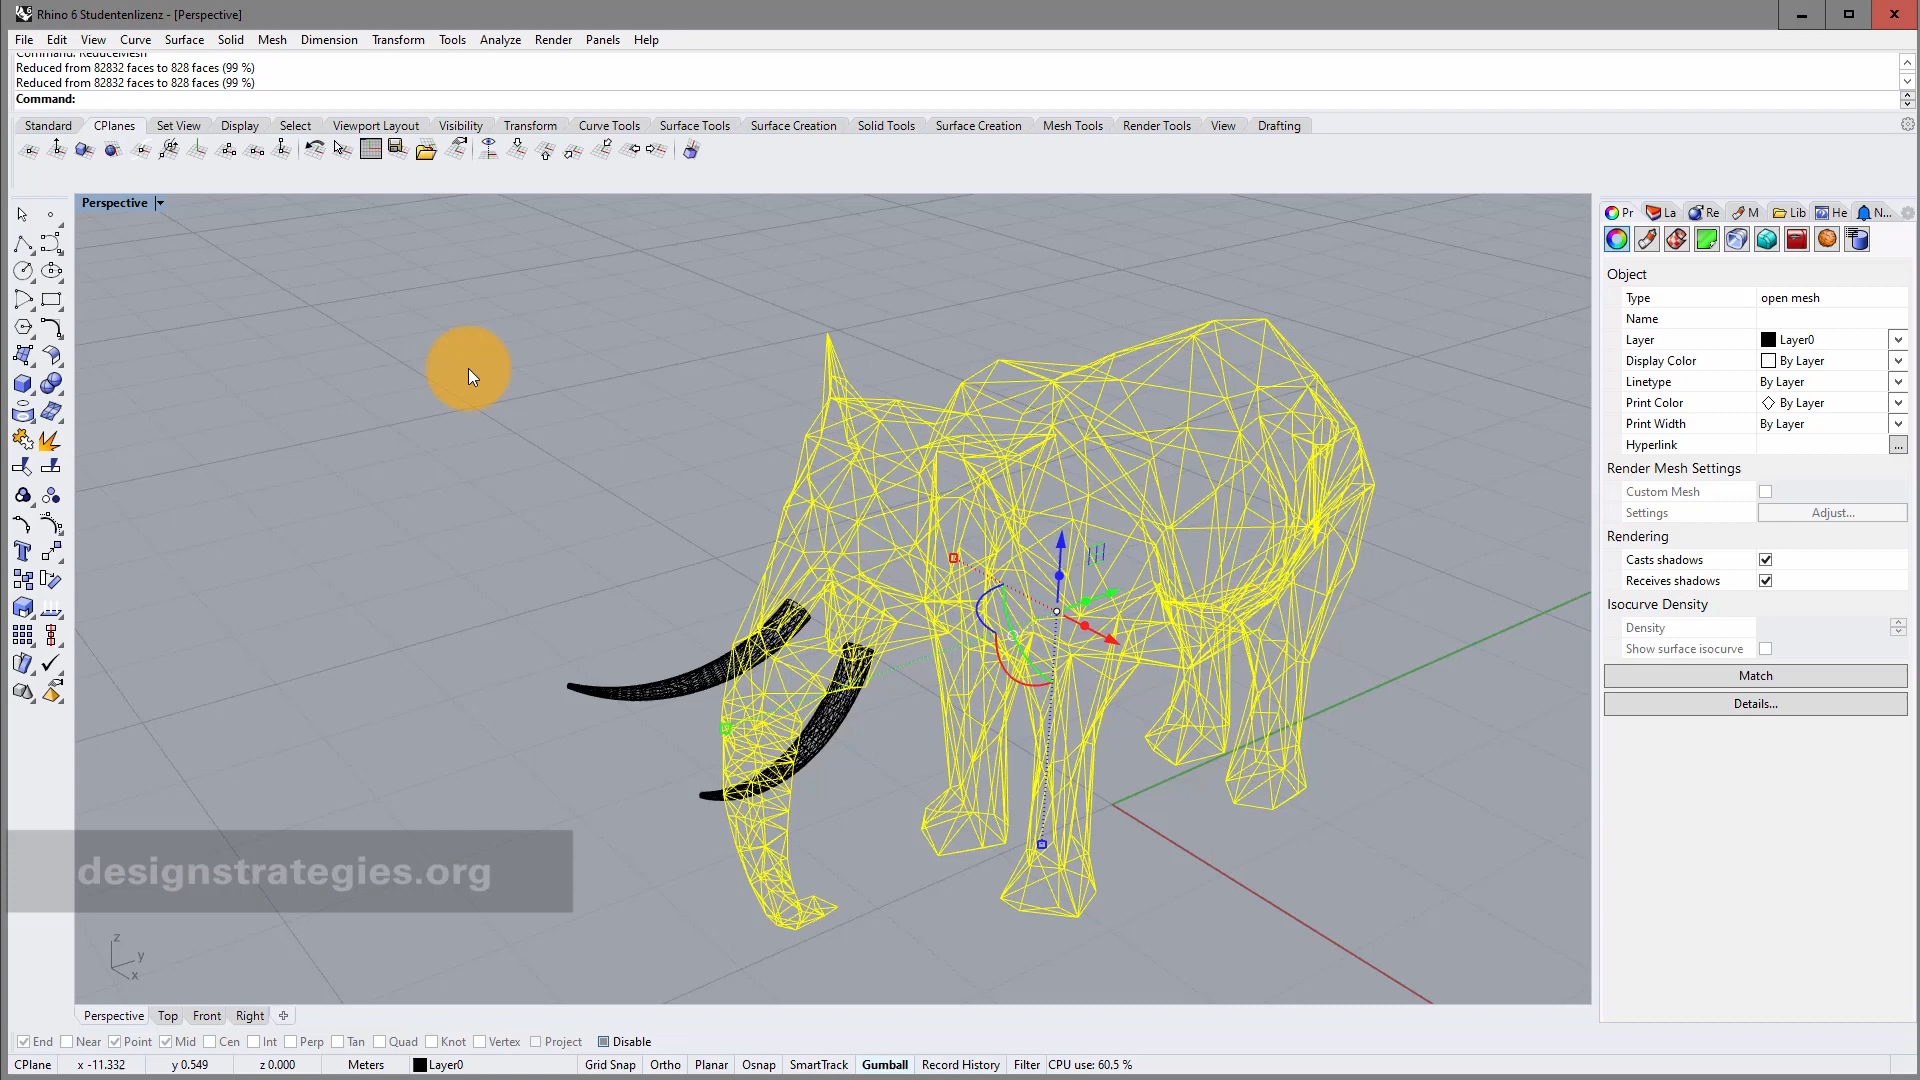 Rhino 6 Studentenlizenz - [Perspective]
File Edit View Curve Surface Solid Mesh Dimension Transform Tools Analyze Render Panels Help
Command: ReduceMesh
Reduced from 82832 faces to 828 faces (99 %)
Reduced from 82832 faces to 828 faces (99 %)
Command:
Standard CPlanes Set View Display Select Viewport Layout Visibility Transform Curve Tools Surface Tools Surface Creation Solid Tools Surface Creation Mesh Tools Render Tools View Drafting
Perspective
Pr La Re M Lib He N...
Object
Type open mesh
Name
Layer Layer0
Display Color By Layer
Linetype By Layer
Print Color By Layer
Print Width By Layer
Hyperlink ...
Render Mesh Settings
Custom Mesh
Settings Adjust...
Rendering
Casts shadows
Receives shadows
Isocurve Density
Density
Show surface isocurve
Match
Details...
designstrategies.org
z
y
x
Perspective Top Front Right
End Near Point Mid Cen Int Perp Tan Quad Knot Vertex Project Disable
CPlane x -11.332 y 0.549 z 0.000 Meters Layer0 Grid Snap Ortho Planar Osnap SmartTrack Gumball Record History Filter CPU use: 60.5 %